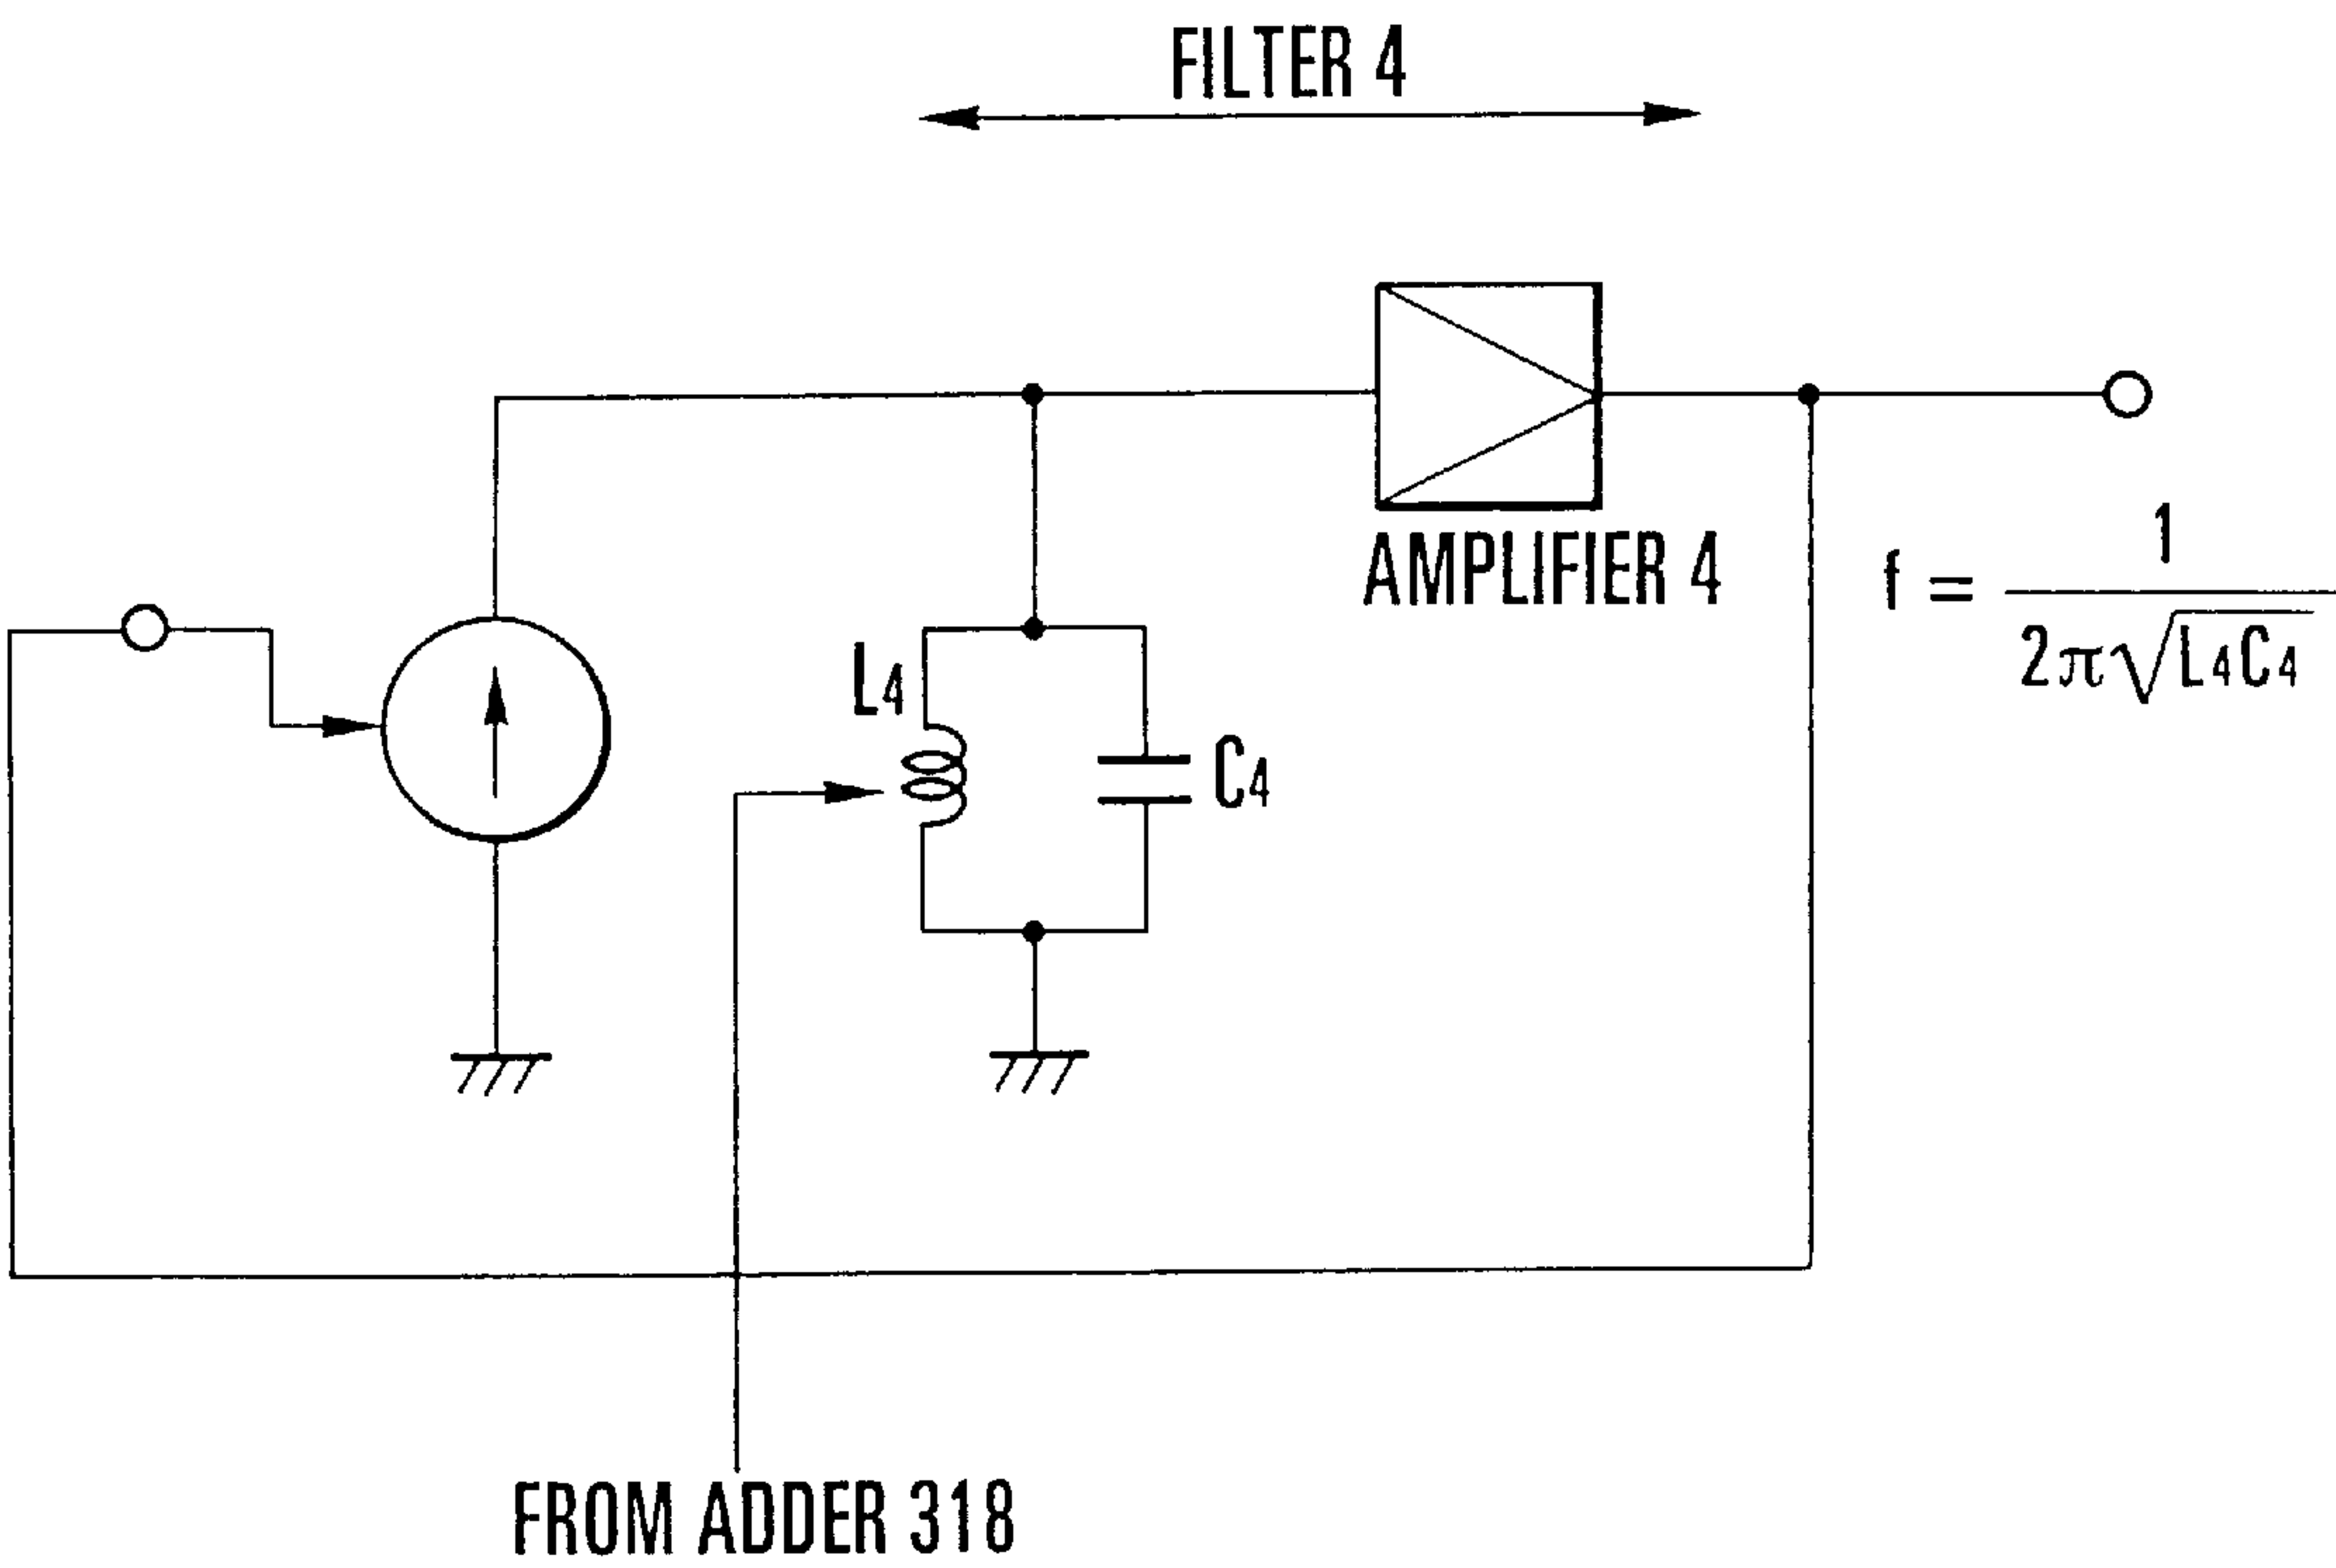 FILTER 4
AMPLIFIER 4
f = 1 / 2π√L4C4
L4
C4
FROM ADDER 318